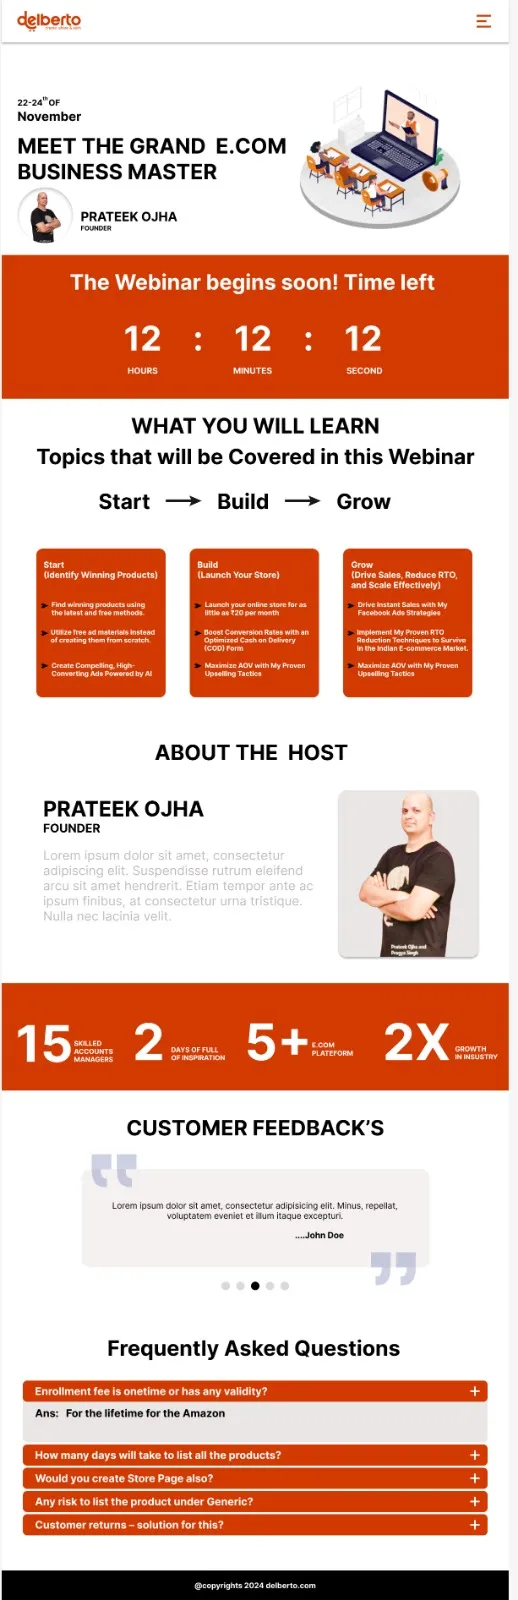 delberto
22-24th OF
November
MEET THE GRAND E.COM
BUSINESS MASTER
PRATEEK OJHA
FOUNDER
The Webinar begins soon! Time left
12 : 12 : 12
HOURS MINUTES SECOND
WHAT YOU WILL LEARN
Topics that will be Covered in this Webinar
Start Build Grow
Start
(Identify Winning Products)
Find winning products using
the latest and free methods.
Utilize free ad materials instead
of creating them from scratch.
Create Compelling, High-
Converting Ads Powered by AI
Build
(Launch Your Store)
Launch your online store for as
little as ₹20 per month
Boost Conversion Rates with an
Optimized Cash on Delivery
(COD) Form
Maximize AOV with My Proven
Upselling Tactics
Grow
(Drive Sales, Reduce RTO,
and Scale Effectively)
Drive Instant Sales with My
Facebook Ads Strategies
Implement My Proven RTO
Reduction Techniques to Survive
in the Indian E-commerce Market.
Maximize AOV with My Proven
Upselling Tactics
ABOUT THE HOST
PRATEEK OJHA
FOUNDER
Lorem ipsum dolor sit amet, consectetur
adipiscing elit. Suspendisse rutrum eleifend
arcu sit amet hendrerit. Etiam tempor ante ac
ipsum finibus, at consectetur urna tristique.
Nulla nec lacinia velit.
Prateek Ojha and
Pragya Singh
15 SKILLED
ACCOUNTS
MANAGERS
2 DAYS OF FULL
OF INSPIRATION
5+ E.COM
PLATEFORM
2X GROWTH
IN INSUSTRY
CUSTOMER FEEDBACK'S
Lorem ipsum dolor sit amet, consectetur adipisicing elit. Minus, repellat,
voluptatem eveniet et illum itaque excepturi.
....John Doe
Frequently Asked Questions
Enrollment fee is onetime or has any validity?
Ans: For the lifetime for the Amazon
How many days will take to list all the products?
Would you create Store Page also?
Any risk to list the product under Generic?
Customer returns – solution for this?
@copyrights 2024 delberto.com